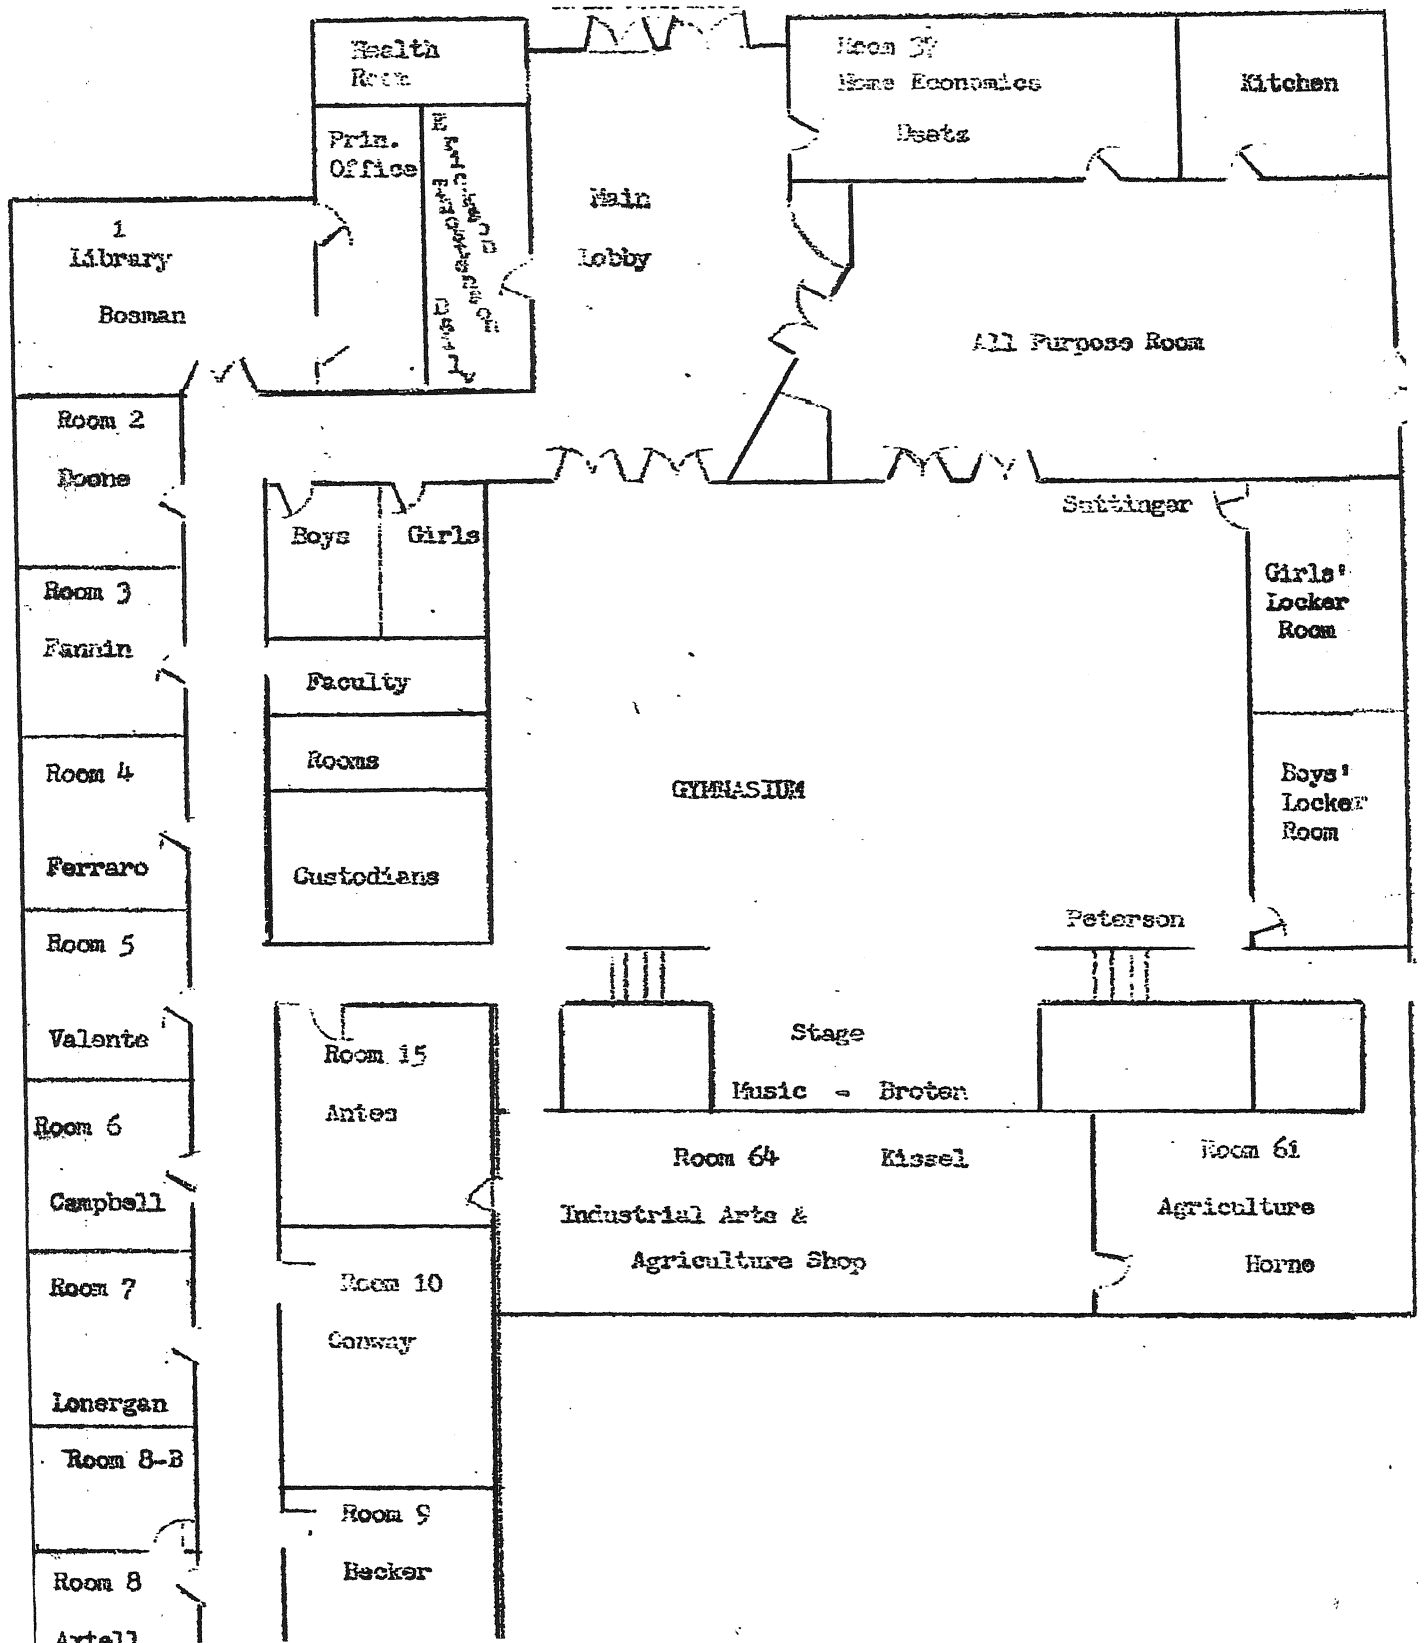 Health
Room
Prin.
Office
Main
Lobby
Home Economics
Kitchen
1
Library
Bosman
All Purpose Room
Room 2
Doone
Boys
Girls
Suttinger
Girls'
Locker
Room
Room 3
Fannin
Faculty
Rooms
Room 4
Ferraro
GYMNASIUM
Boys'
Locker
Room
Custodians
Peterson
Room 5
Valente
Room 15
Antes
Stage
Music - Broten
Room 6
Campbell
Room 64 Kissel
Industrial Arts &
Agriculture Shop
Room 61
Agriculture
Horne
Room 7
Lonergan
Room 10
Conway
Room 8-B
Room 9
Becker
Room 8
Axtell